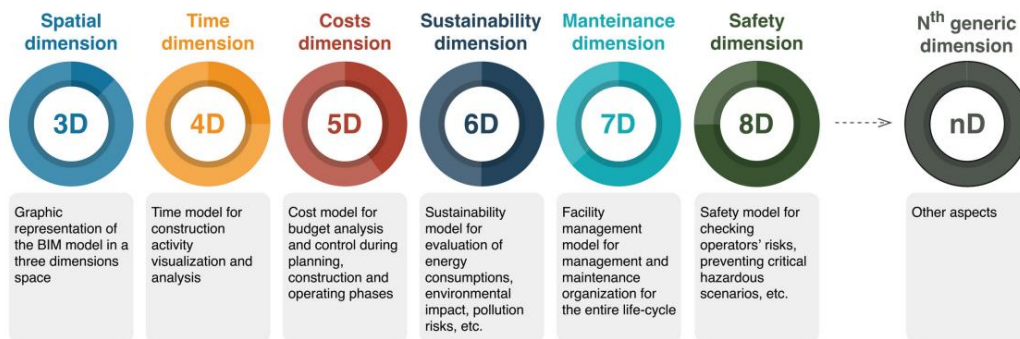 Spatial
dimension
Time
dimension
Costs
dimension
Sustainability
dimension
Manteinance
dimension
Safety
dimension
Nth generic
dimension
3D
4D
5D
6D
7D
8D
nD
Graphic
representation of
the BIM model in a
three dimensions
space
Time model for
construction
activity
visualization and
analysis
Cost model for
budget analysis
and control during
planning,
construction and
operating phases
Sustainability
model for
evaluation of
energy
consumptions,
environmental
impact, pollution
risks, etc.
Facility
management
model for
management and
maintenance
organization for
the entire life-cycle
Safety model for
checking
operators' risks,
preventing critical
hazardous
scenarios, etc.
Other aspects